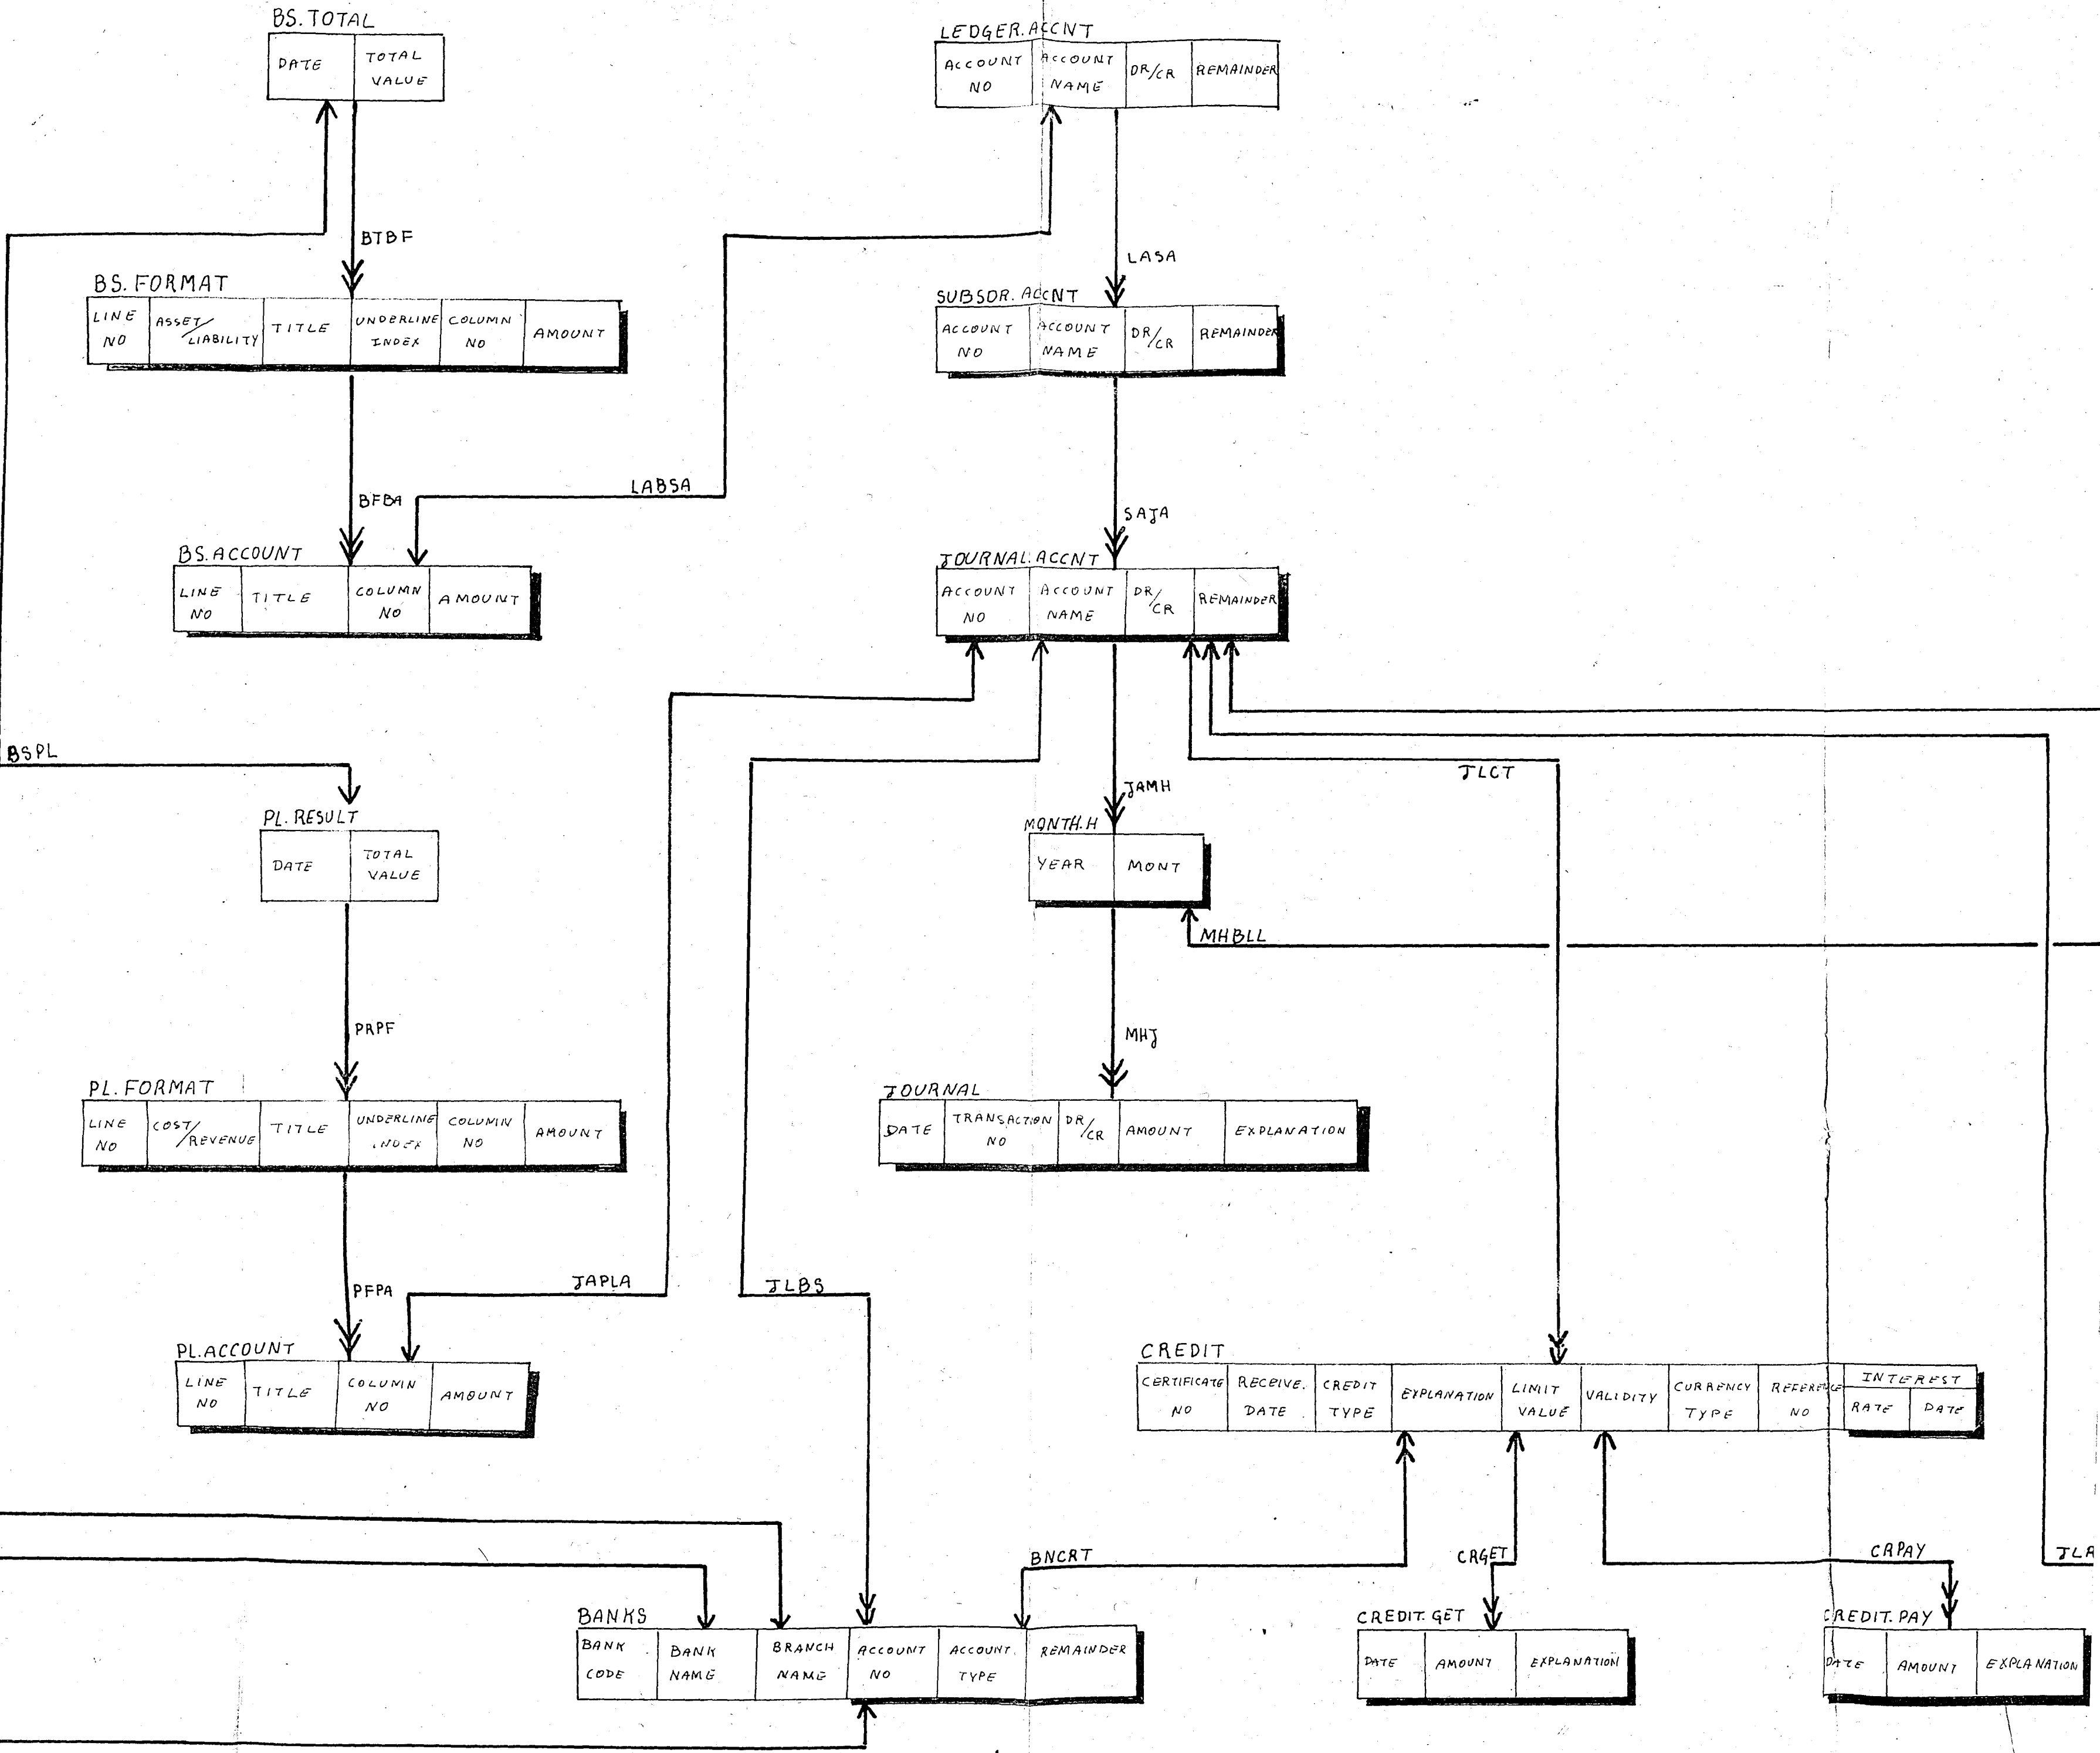 BS.TOTAL
DATE
TOTAL
VALUE
LEDGER.ACCNT
ACCOUNT
NO
ACCOUNT
NAME
DR/CR
REMAINDER
BTBF
LASA
BS.FORMAT
LINE
NO
ASSET/
LIABILITY
TITLE
UNDERLINE
INDEX
COLUMN
NO
AMOUNT
SUBSDR.ACCNT
ACCOUNT
NO
ACCOUNT
NAME
DR/
CR
REMAINDER
BFBA
LABSA
SAJA
BS.ACCOUNT
LINE
NO
TITLE
COLUMN
NO
AMOUNT
JOURNAL.ACCNT
ACCOUNT
NO
ACCOUNT
NAME
DR/
CR
REMAINDER
BSPL
JAMH
JLCT
PL.RESULT
DATE
TOTAL
VALUE
MONTH.H
YEAR
MONT
MHBLL
PRPF
MHJ
PL.FORMAT
LINE
NO
COST/
REVENUE
TITLE
UNDERLINE
INDEX
COLUMN
NO
AMOUNT
JOURNAL
DATE
TRANSACTION
NO
DR/
CR
AMOUNT
EXPLANATION
PFPA
JAPLA
JLBS
PL.ACCOUNT
LINE
NO
TITLE
COLUMN
NO
AMOUNT
CREDIT
CERTIFICATE
NO
RECEIVE.
DATE
CREDIT
TYPE
EXPLANATION
LIMIT
VALUE
VALIDITY
CURRENCY
TYPE
REFERENCE
NO
INTEREST
RATE
DATE
BNCRT
CRGET
CRPAY
BANKS
BANK
CODE
BANK
NAME
BRANCH
NAME
ACCOUNT
NO
ACCOUNT.
TYPE
REMAINDER
CREDIT.GET
DATE
AMOUNT
EXPLANATION
CREDIT.PAY
DATE
AMOUNT
EXPLANATION